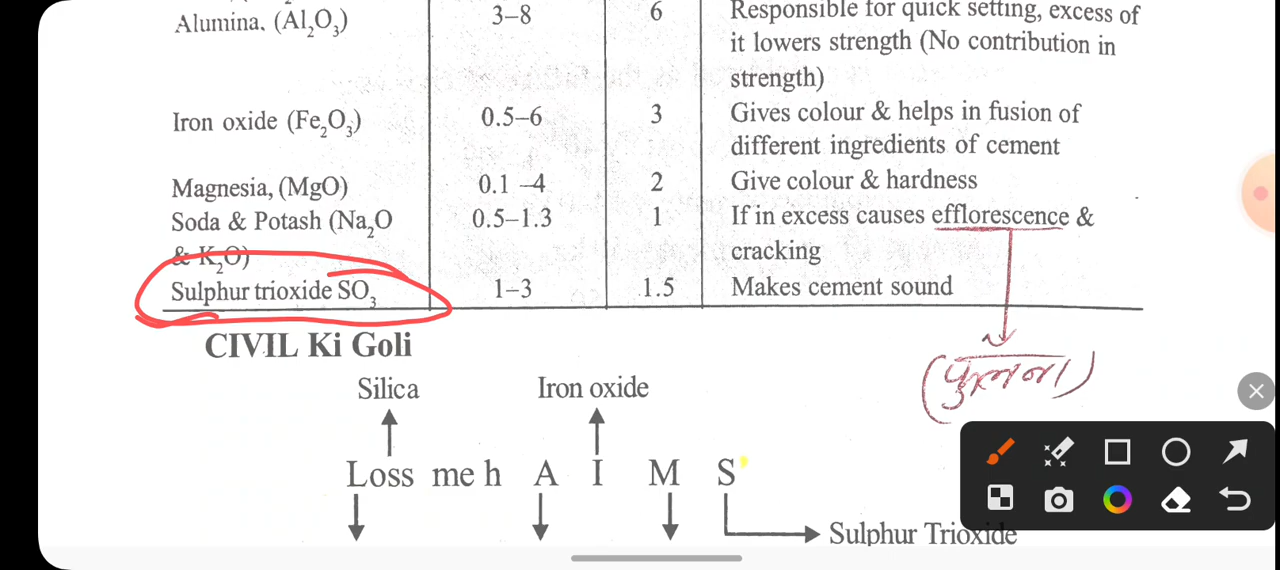 Alumina, (Al₂O₃) 3–8 6 Responsible for quick setting, excess of
it lowers strength (No contribution in
strength)
Iron oxide (Fe₂O₃) 0.5–6 3 Gives colour & helps in fusion of
different ingredients of cement
Magnesia, (MgO) 0.1 –4 2 Give colour & hardness
Soda & Potash (Na₂O 0.5–1.3 1 If in excess causes efflorescence &
& K₂O) cracking
Sulphur trioxide SO₃ 1–3 1.5 Makes cement sound
CIVIL Ki Goli
Silica Iron oxide
Loss me h A I M S
Sulphur Trioxide